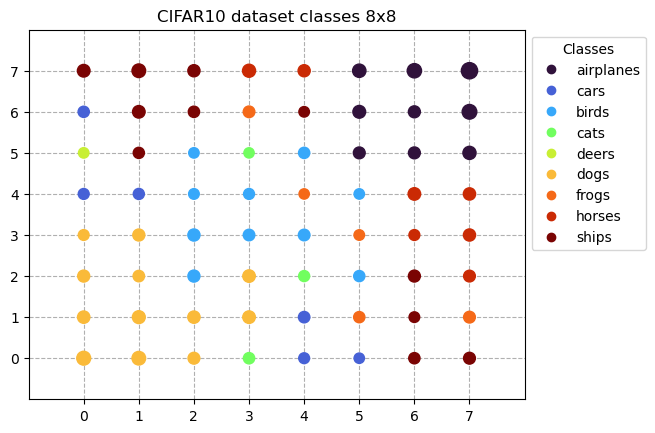 CIFAR10 dataset classes 8x8
7
6
5
4
3
2
1
0
0 1 2 3 4 5 6 7
Classes
airplanes
cars
birds
cats
deers
dogs
frogs
horses
ships